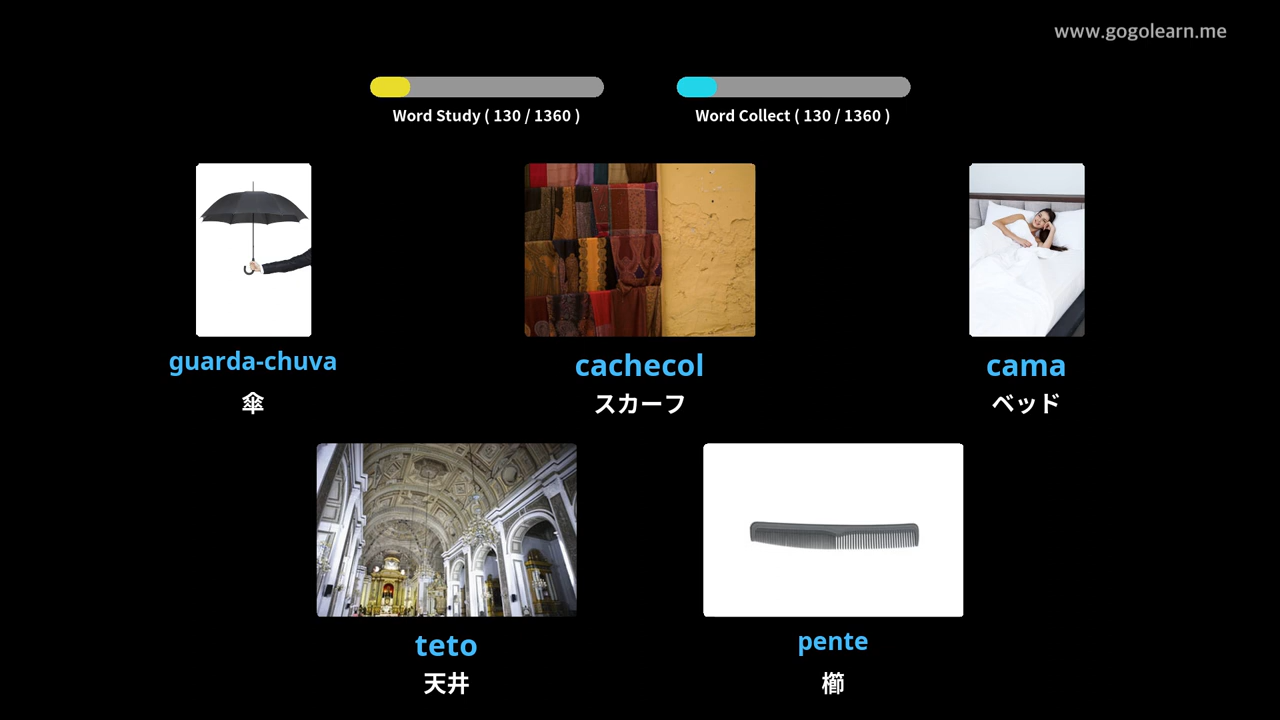 www.gogolearn.me
Word Study ( 130 / 1360 )
Word Collect ( 130 / 1360 )
guarda-chuva
傘
cachecol
スカーフ
cama
ベッド
teto
天井
pente
櫛